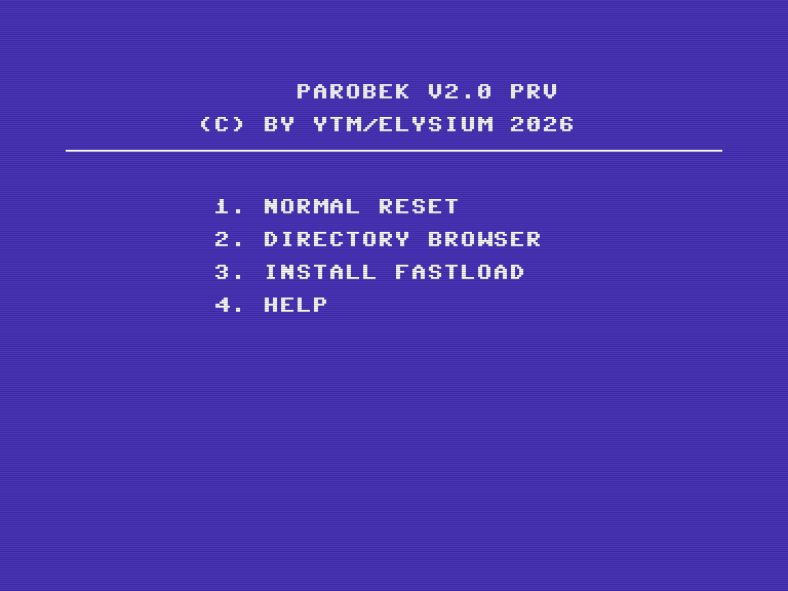 PAROBEK V2.0 PRV
(C) BY YTM/ELYSIUM 2026
1. NORMAL RESET
2. DIRECTORY BROWSER
3. INSTALL FASTLOAD
4. HELP